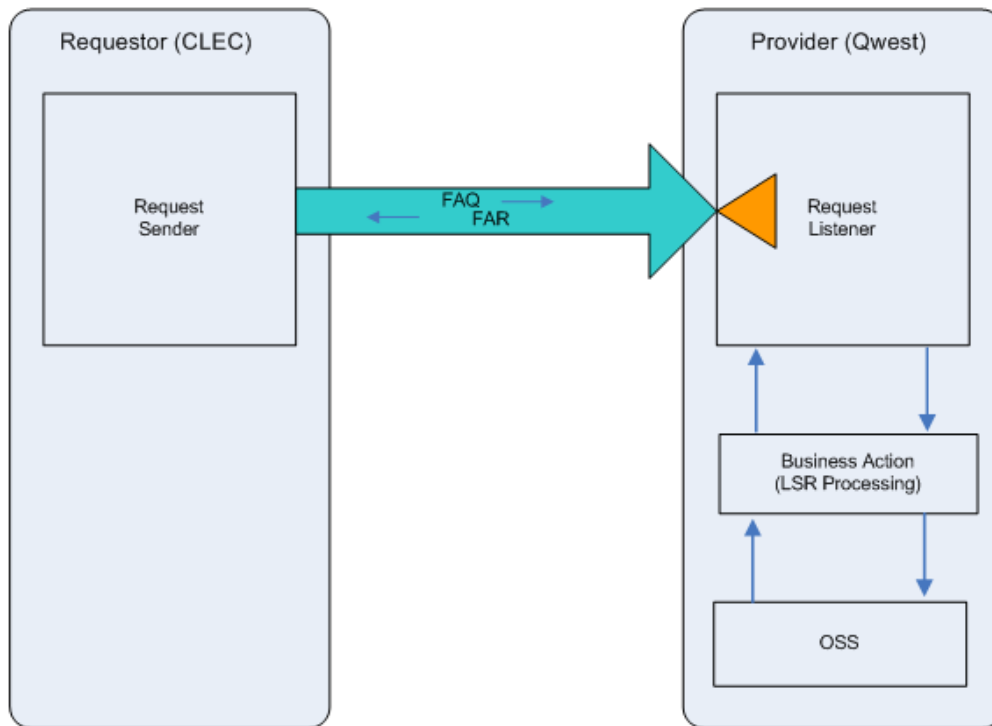 Requestor (CLEC)
Provider (Qwest)
Request
Sender
FAQ
FAR
Request
Listener
Business Action
(LSR Processing)
OSS